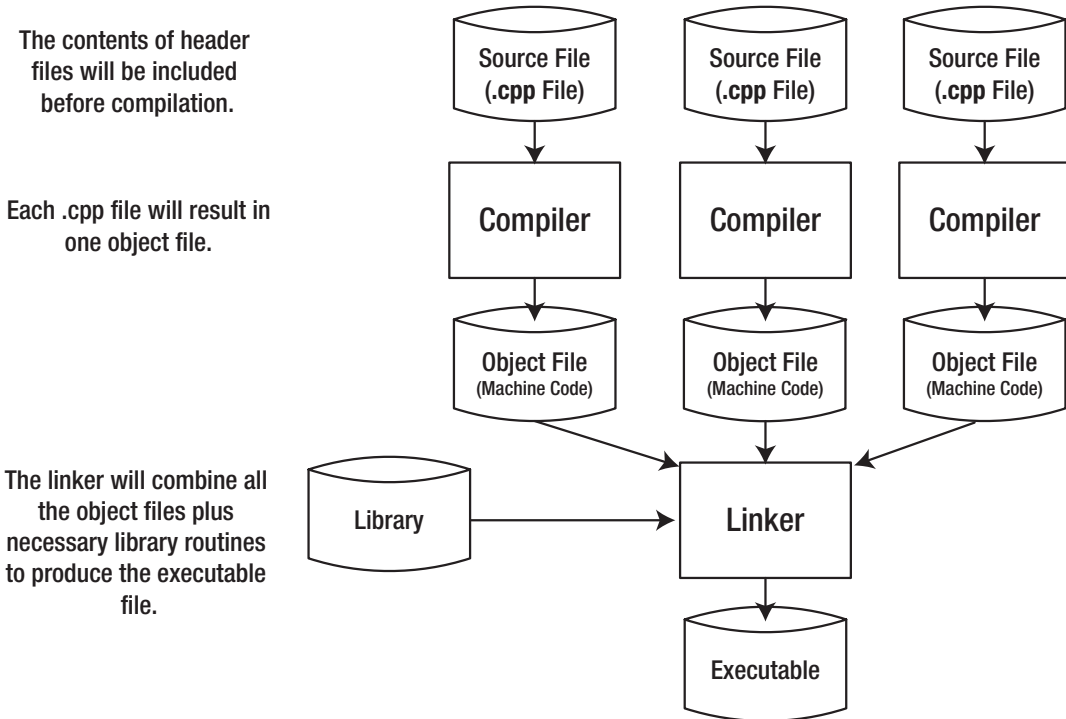 The contents of header
files will be included
before compilation.
Source File
(.cpp File)
Source File
(.cpp File)
Source File
(.cpp File)
Each .cpp file will result in
one object file.
Compiler
Compiler
Compiler
Object File
(Machine Code)
Object File
(Machine Code)
Object File
(Machine Code)
The linker will combine all
the object files plus
necessary library routines
to produce the executable
file.
Library
Linker
Executable